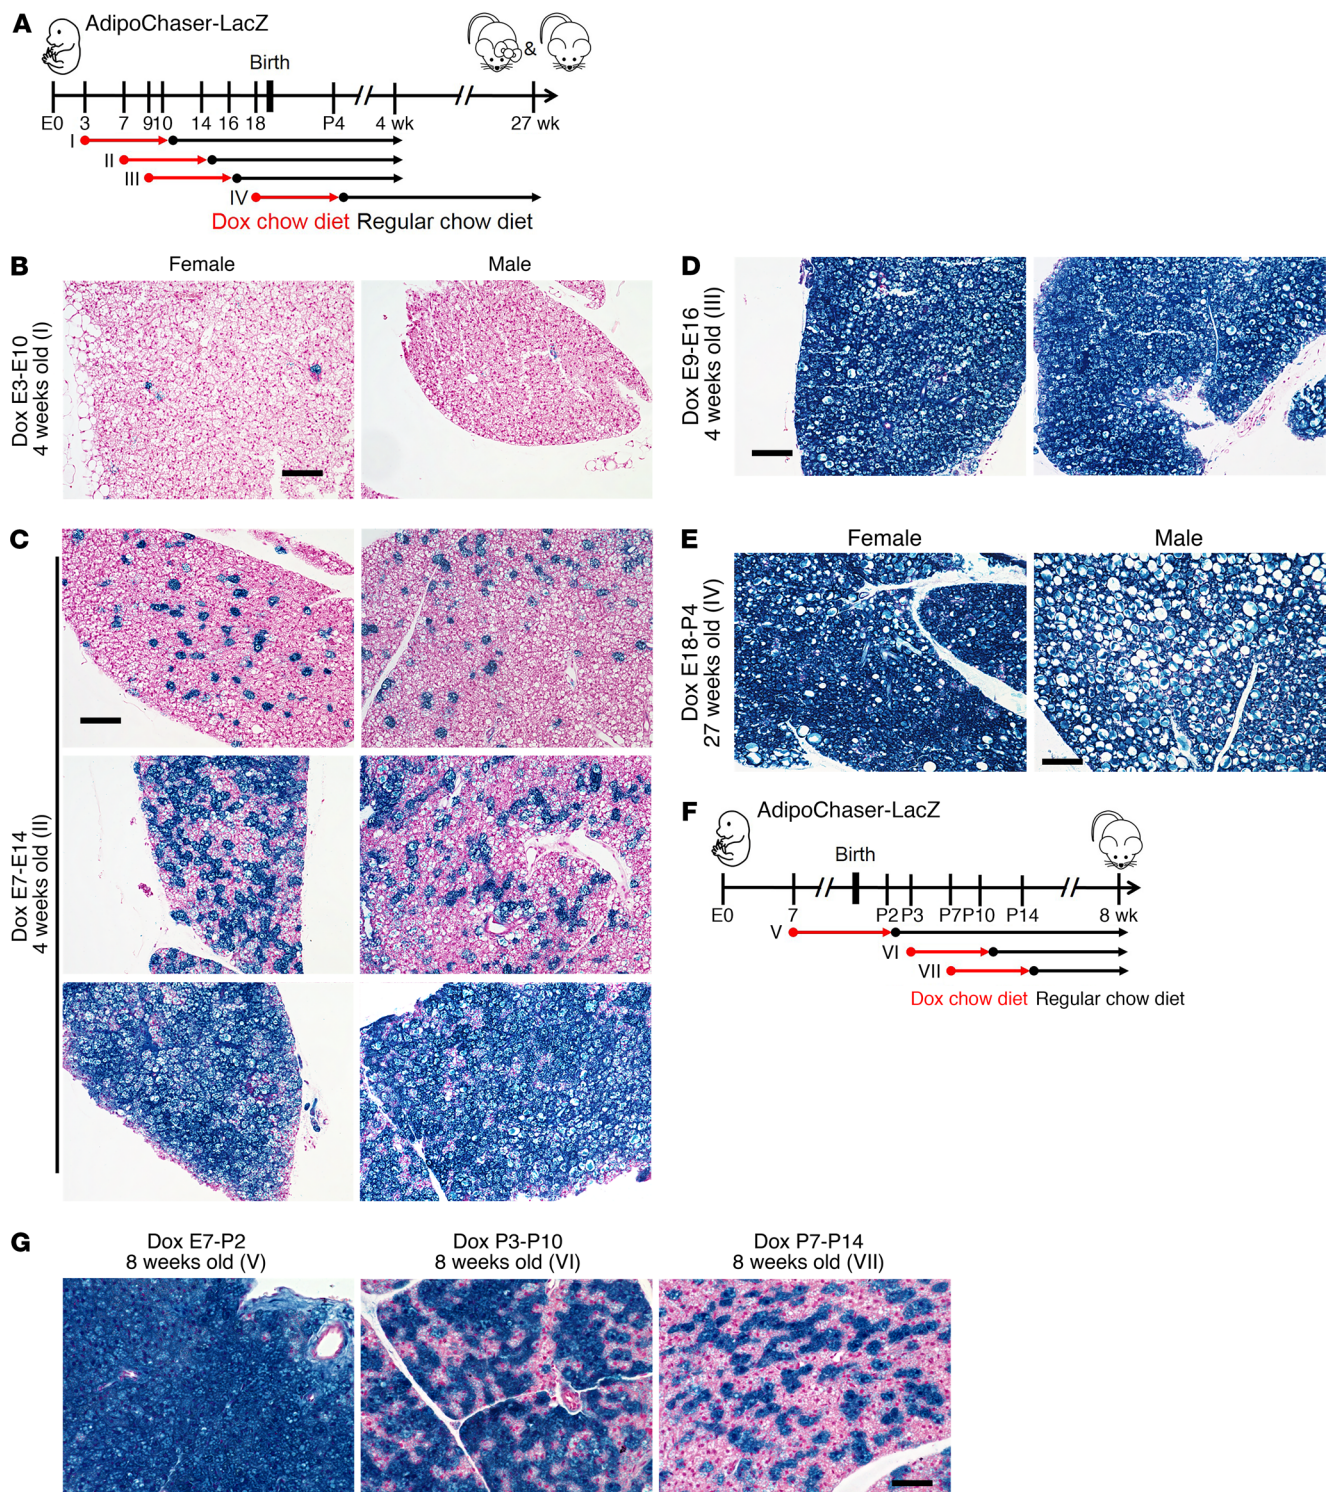 A
AdipoChaser-LacZ
&
Birth
E0 3 7 9 10 14 16 18 P4 4 wk 27 wk
I
II
III
IV
Dox chow diet Regular chow diet
B
Female Male
Dox E3-E10
4 weeks old (I)
C
Dox E7-E14
4 weeks old (II)
D
Dox E9-E16
4 weeks old (III)
E
Female Male
Dox E18-P4
27 weeks old (IV)
F
AdipoChaser-LacZ
Birth
E0 7 P2 P3 P7 P10 P14 8 wk
V
VI
VII
Dox chow diet Regular chow diet
G
Dox E7-P2
8 weeks old (V)
Dox P3-P10
8 weeks old (VI)
Dox P7-P14
8 weeks old (VII)